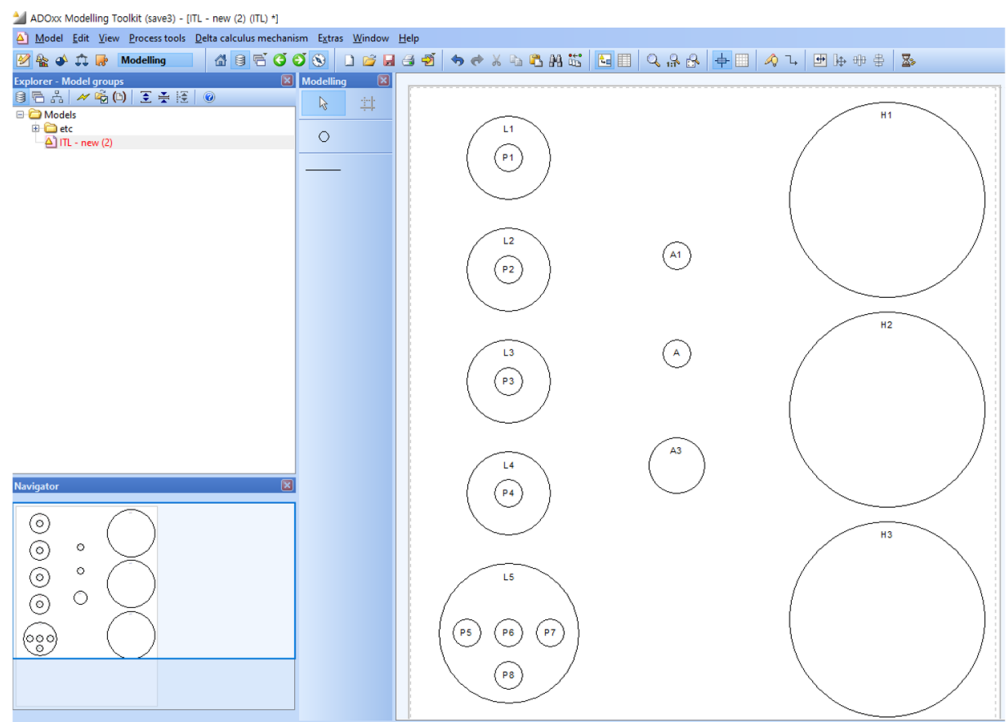 ADOxx Modelling Toolkit (save3) - [ITL - new (2) (ITL) *]
Model Edit View Process tools Delta calculus mechanism Extras Window Help
Modelling
Explorer - Model groups
Modelling
Models
etc
ITL - new (2)
Navigator
L1
P1
H1
L2
P2
A1
L3
P3
A
H2
L4
P4
A3
L5
P5 P6 P7
P8
H3